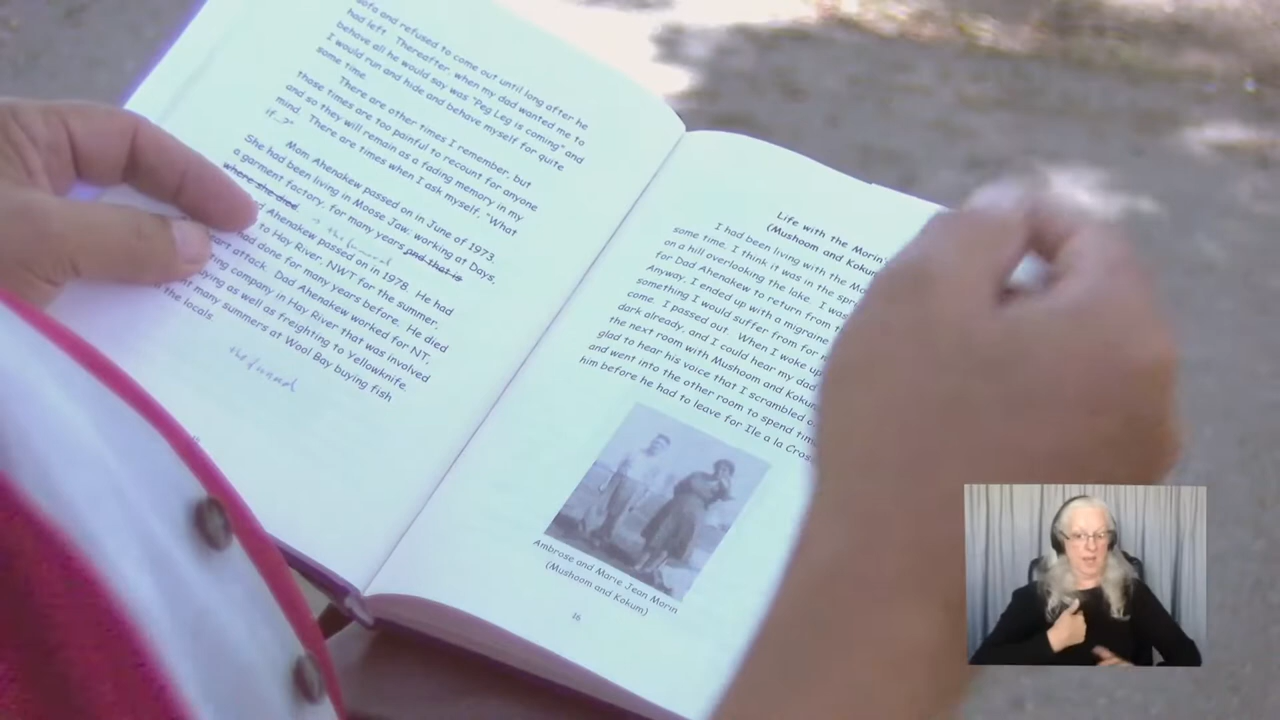 sofa and refused to come out until long after he
had left. Thereafter, when my dad wanted me to
behave all he would say was "Peg Leg is coming" and
I would run and hide and behave myself for quite
some time.
There are other times I remember, but
those times are too painful to recount for anyone
and so they will remain as a fading memory in my
mind. There are times when I ask myself, "What
if...?"
Mom Ahenakew passed on in June of 1973.
She had been living in Moose Jaw, working at Days,
a garment factory, for many years and that is
where she died.
Ahenakew passed on in 1978. He had
to Hay River, NWT for the summer,
had done for many years before. He died
heart attack. Dad Ahenakew worked for NT.
company in Hay River that was involved
buying as well as freighting to Yellowknife.
many summers at Wool Bay buying fish
the locals
Life with the Morin
(Mushoom and Kokum
I had been living with the
some time. I think it was in the
on a hill overlooking the lake. I was
for Dad Ahenakew to return from
Anyway, I ended up with a migraine
something I would suffer from for
come. I passed out. When I woke up
dark already, and I could hear my dad
the next room with Mushoom and Kokum
glad to hear his voice that I scrambled
and went into the other room to spend time
him before he had to leave for Ile a la Cros
Ambrose and Marie Jean Morin
(Mushoom and Kokum)
16